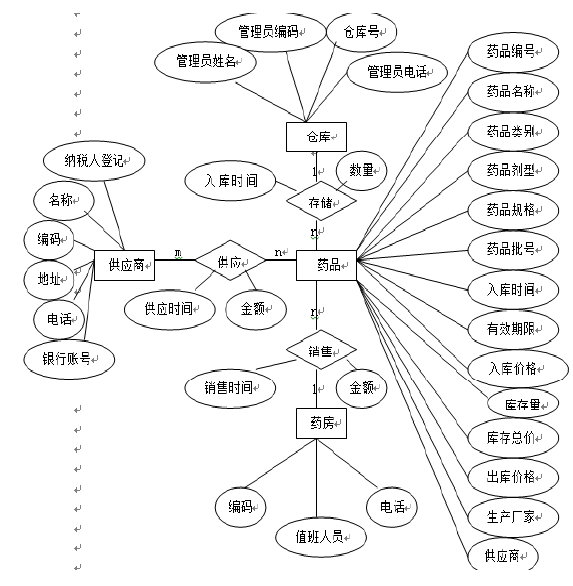 管理员编码
仓库号
管理员姓名
管理员电话
仓库
入库时间
数量
1
存储
n
纳税人登记
名称
编码
地址
电话
银行账号
供应商
m
供应
n
药品
供应时间
金额
n
销售
销售时间
1
金额
药房
编码
值班人员
电话
药品编号
药品名称
药品类别
药品剂型
药品规格
药品批号
入库时间
有效期限
入库价格
库存量
库存总价
出库价格
生产厂家
供应商